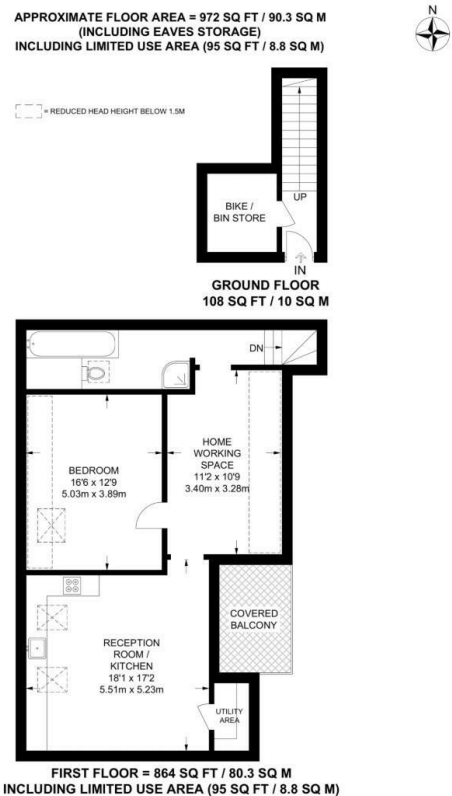 APPROXIMATE FLOOR AREA = 972 SQ FT / 90.3 SQ M
(INCLUDING EAVES STORAGE)
INCLUDING LIMITED USE AREA (95 SQ FT / 8.8 SQ M)
N
= REDUCED HEAD HEIGHT BELOW 1.5M
BIKE /
BIN STORE
UP
IN
GROUND FLOOR
108 SQ FT / 10 SQ M
DN
HOME
WORKING
SPACE
11'2 x 10'9
3.40m x 3.28m
BEDROOM
16'6 x 12'9
5.03m x 3.89m
COVERED
BALCONY
RECEPTION
ROOM /
KITCHEN
18'1 x 17'2
5.51m x 5.23m
UTILITY
AREA
FIRST FLOOR = 864 SQ FT / 80.3 SQ M
INCLUDING LIMITED USE AREA (95 SQ FT / 8.8 SQ M)